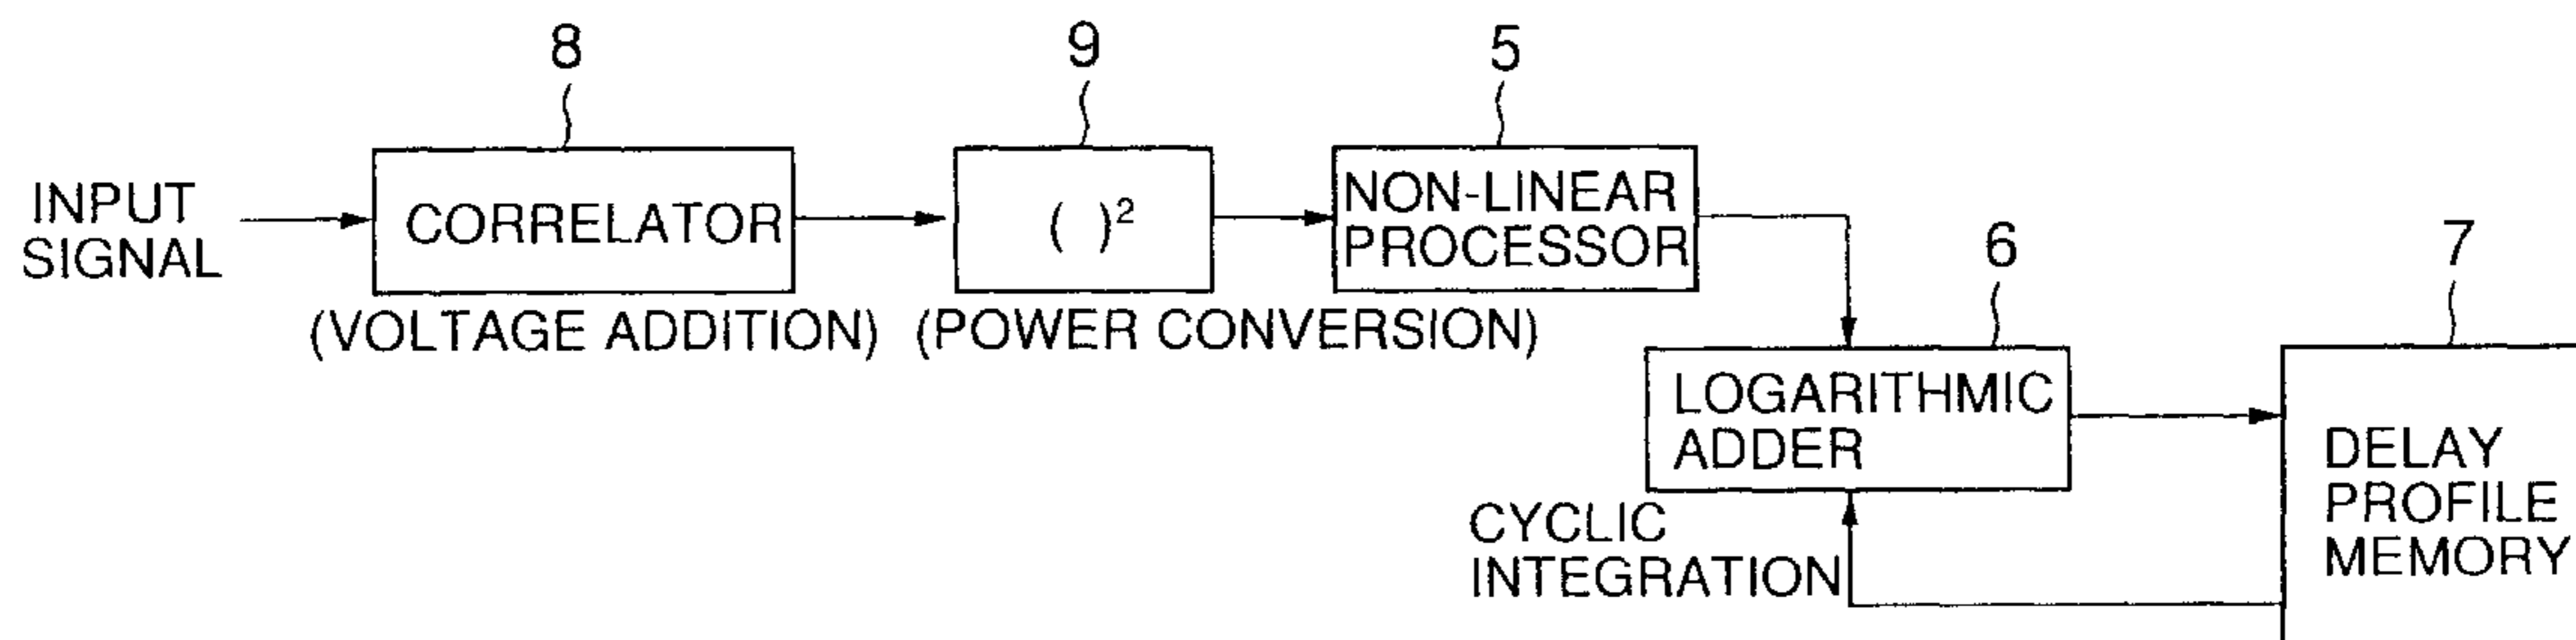 8
9
5
INPUT
SIGNAL
CORRELATOR
( )²
NON-LINEAR
PROCESSOR
(VOLTAGE ADDITION)
(POWER CONVERSION)
6
7
LOGARITHMIC
ADDER
DELAY
PROFILE
MEMORY
CYCLIC
INTEGRATION